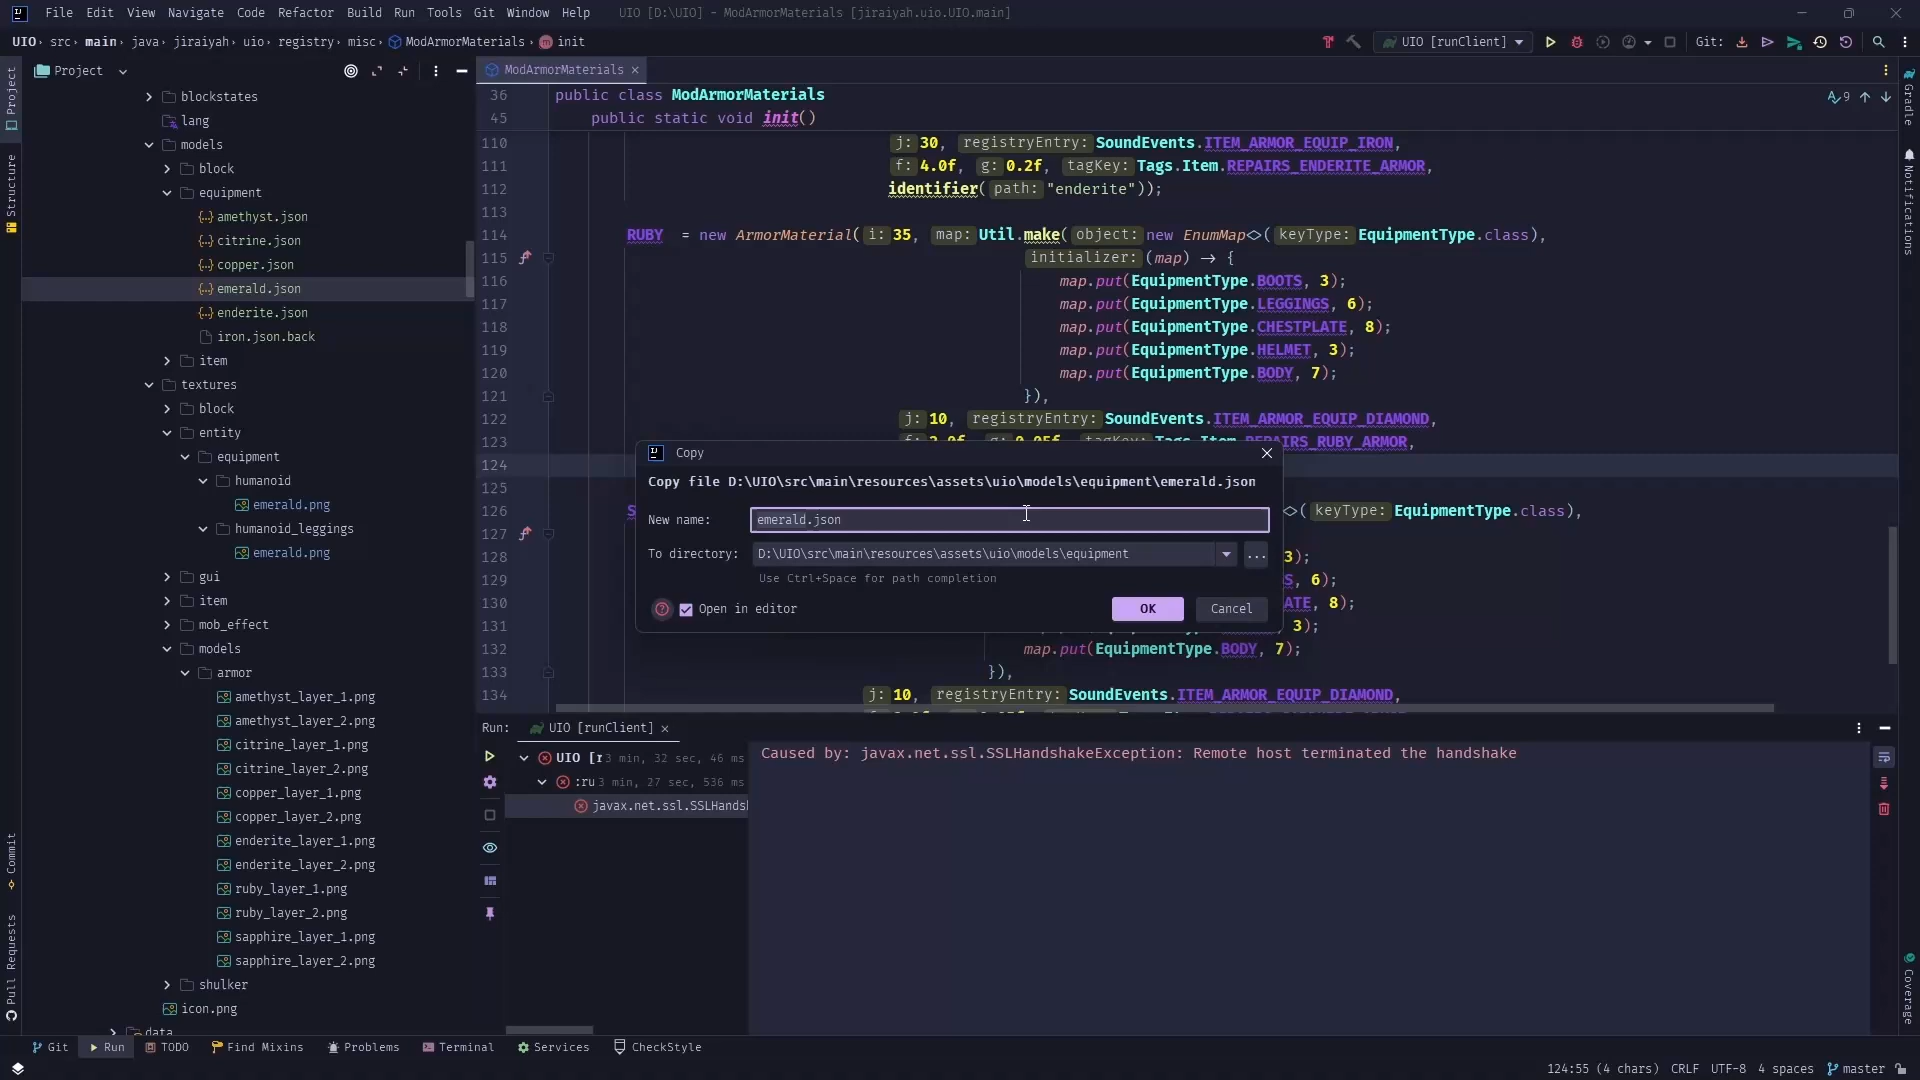 File Edit View Navigate Code Refactor Build Run Tools Git Window Help UIO [D:\UIO] - ModArmorMaterials [jiraiyah.uio.UIO.main]
UIO › src › main › java › jiraiyah › uio › registry › misc › ModArmorMaterials › init
UIO [runClient]
Git:
Project
Project
Structure
Commit
Pull Requests
blockstates
lang
models
block
equipment
amethyst.json
citrine.json
copper.json
emerald.json
enderite.json
iron.json.back
item
textures
block
entity
equipment
humanoid
emerald.png
humanoid_leggings
emerald.png
gui
item
mob_effect
models
armor
amethyst_layer_1.png
amethyst_layer_2.png
citrine_layer_1.png
citrine_layer_2.png
copper_layer_1.png
copper_layer_2.png
enderite_layer_1.png
enderite_layer_2.png
ruby_layer_1.png
ruby_layer_2.png
sapphire_layer_1.png
sapphire_layer_2.png
shulker
icon.png
data
ModArmorMaterials
9
36 public class ModArmorMaterials
45 public static void init()
110 j: 30, registryEntry: SoundEvents.ITEM_ARMOR_EQUIP_IRON,
111 f: 4.0f, g: 0.2f, tagKey: Tags.Item.REPAIRS_ENDERITE_ARMOR,
112 identifier( path: "enderite"));
113
114 RUBY = new ArmorMaterial( i: 35, map: Util.make( object: new EnumMap<>( keyType: EquipmentType.class),
115 initializer: (map) → {
116 map.put(EquipmentType.BOOTS, 3);
117 map.put(EquipmentType.LEGGINGS, 6);
118 map.put(EquipmentType.CHESTPLATE, 8);
119 map.put(EquipmentType.HELMET, 3);
120 map.put(EquipmentType.BODY, 7);
121 }),
122 j: 10, registryEntry: SoundEvents.ITEM_ARMOR_EQUIP_DIAMOND,
123 Tags.Item.REPAIRS_RUBY_ARMOR,
124
125
126 S <>( keyType: EquipmentType.class),
127
128 3);
129 S, 6);
130 ATE, 8);
131 3);
132 map.put(EquipmentType.BODY, 7);
133 }),
134 j: 10, registryEntry: SoundEvents.ITEM_ARMOR_EQUIP_DIAMOND,
Copy
Copy file D:\UIO\src\main\resources\assets\uio\models\equipment\emerald.json
New name: emerald.json
To directory: D:\UIO\src\main\resources\assets\uio\models\equipment
...
Use Ctrl+Space for path completion
Open in editor
OK
Cancel
Run: UIO [runClient]
UIO [r 3 min, 32 sec, 46 ms
:ru 3 min, 27 sec, 536 ms
javax.net.ssl.SSLHandsh
Caused by: javax.net.ssl.SSLHandshakeException: Remote host terminated the handshake
Gradle
Notifications
Coverage
Git Run TODO Find Mixins Problems Terminal Services CheckStyle
124:55 (4 chars) CRLF UTF-8 4 spaces master